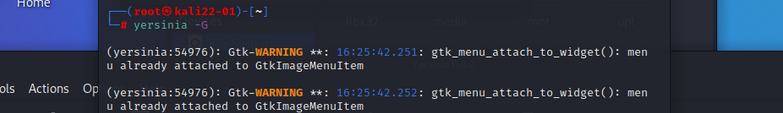 Home
┌──(root㉿kali22-01)-[~]
└─# yersinia -G
(yersinia:54976): Gtk-WARNING **: 16:25:42.251: gtk_menu_attach_to_widget(): men
u already attached to GtkImageMenuItem
ols Actions Op
(yersinia:54976): Gtk-WARNING **: 16:25:42.252: gtk_menu_attach_to_widget(): men
u already attached to GtkImageMenuItem